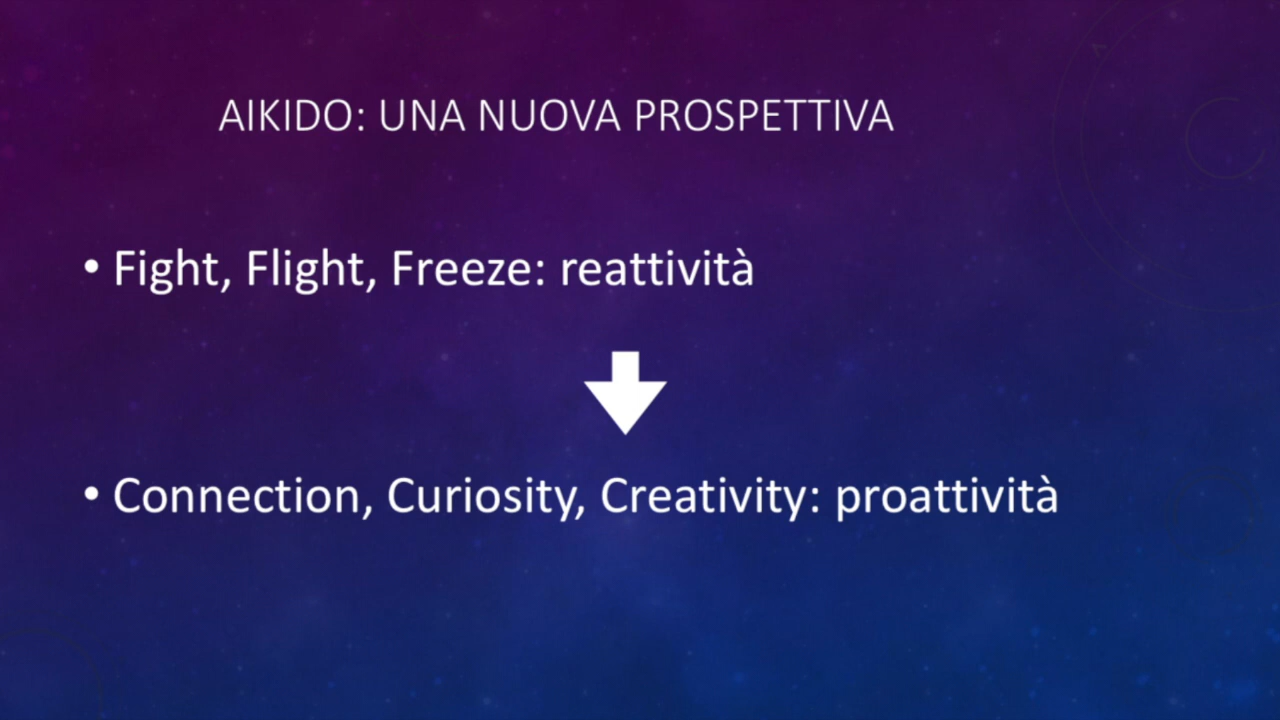 AIKIDO: UNA NUOVA PROSPETTIVA
• Fight, Flight, Freeze: reattività
• Connection, Curiosity, Creativity: proattività